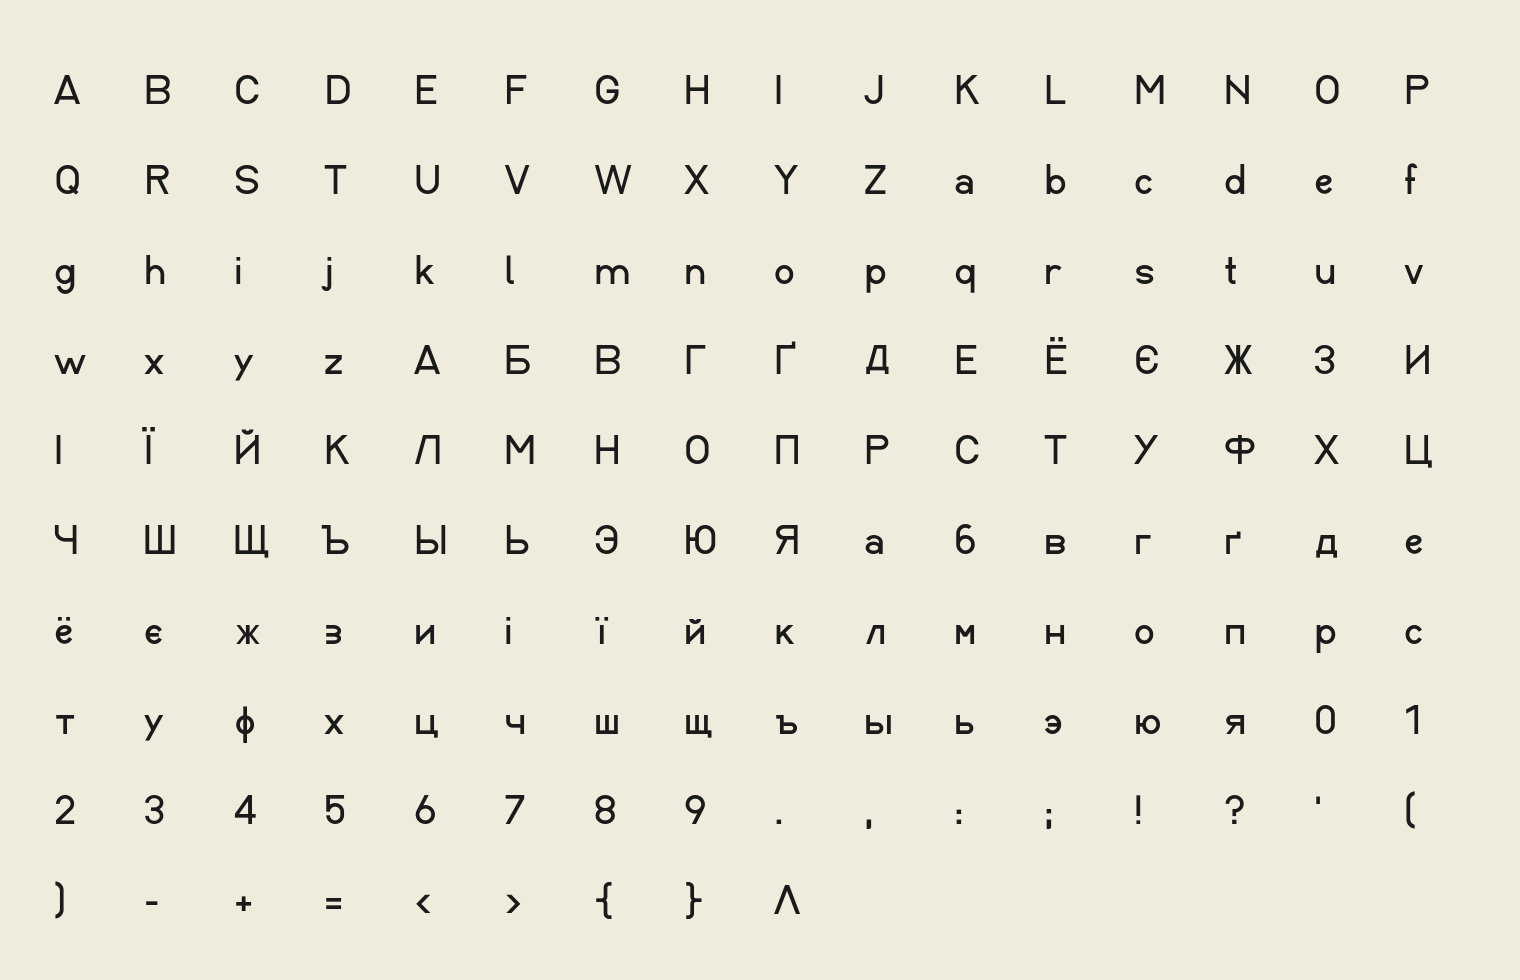 A B C D E F G H I J K L M N O P
Q R S T U V W X Y Z a b c d e f
g h i j k l m n o p q r s t u v
w x y z А Б В Г Ґ Д Е Ё Є Ж З И
І Ї Й К Л М Н О П Р С Т У Ф Х Ц
Ч Ш Щ Ъ Ы Ь Э Ю Я а б в г ґ д е
ё є ж з и і ї й к л м н о п р с
т у ф х ц ч ш щ ъ ы ь э ю я 0 1
2 3 4 5 6 7 8 9 . , : ; ! ? ' (
) - + = < > { } Λ